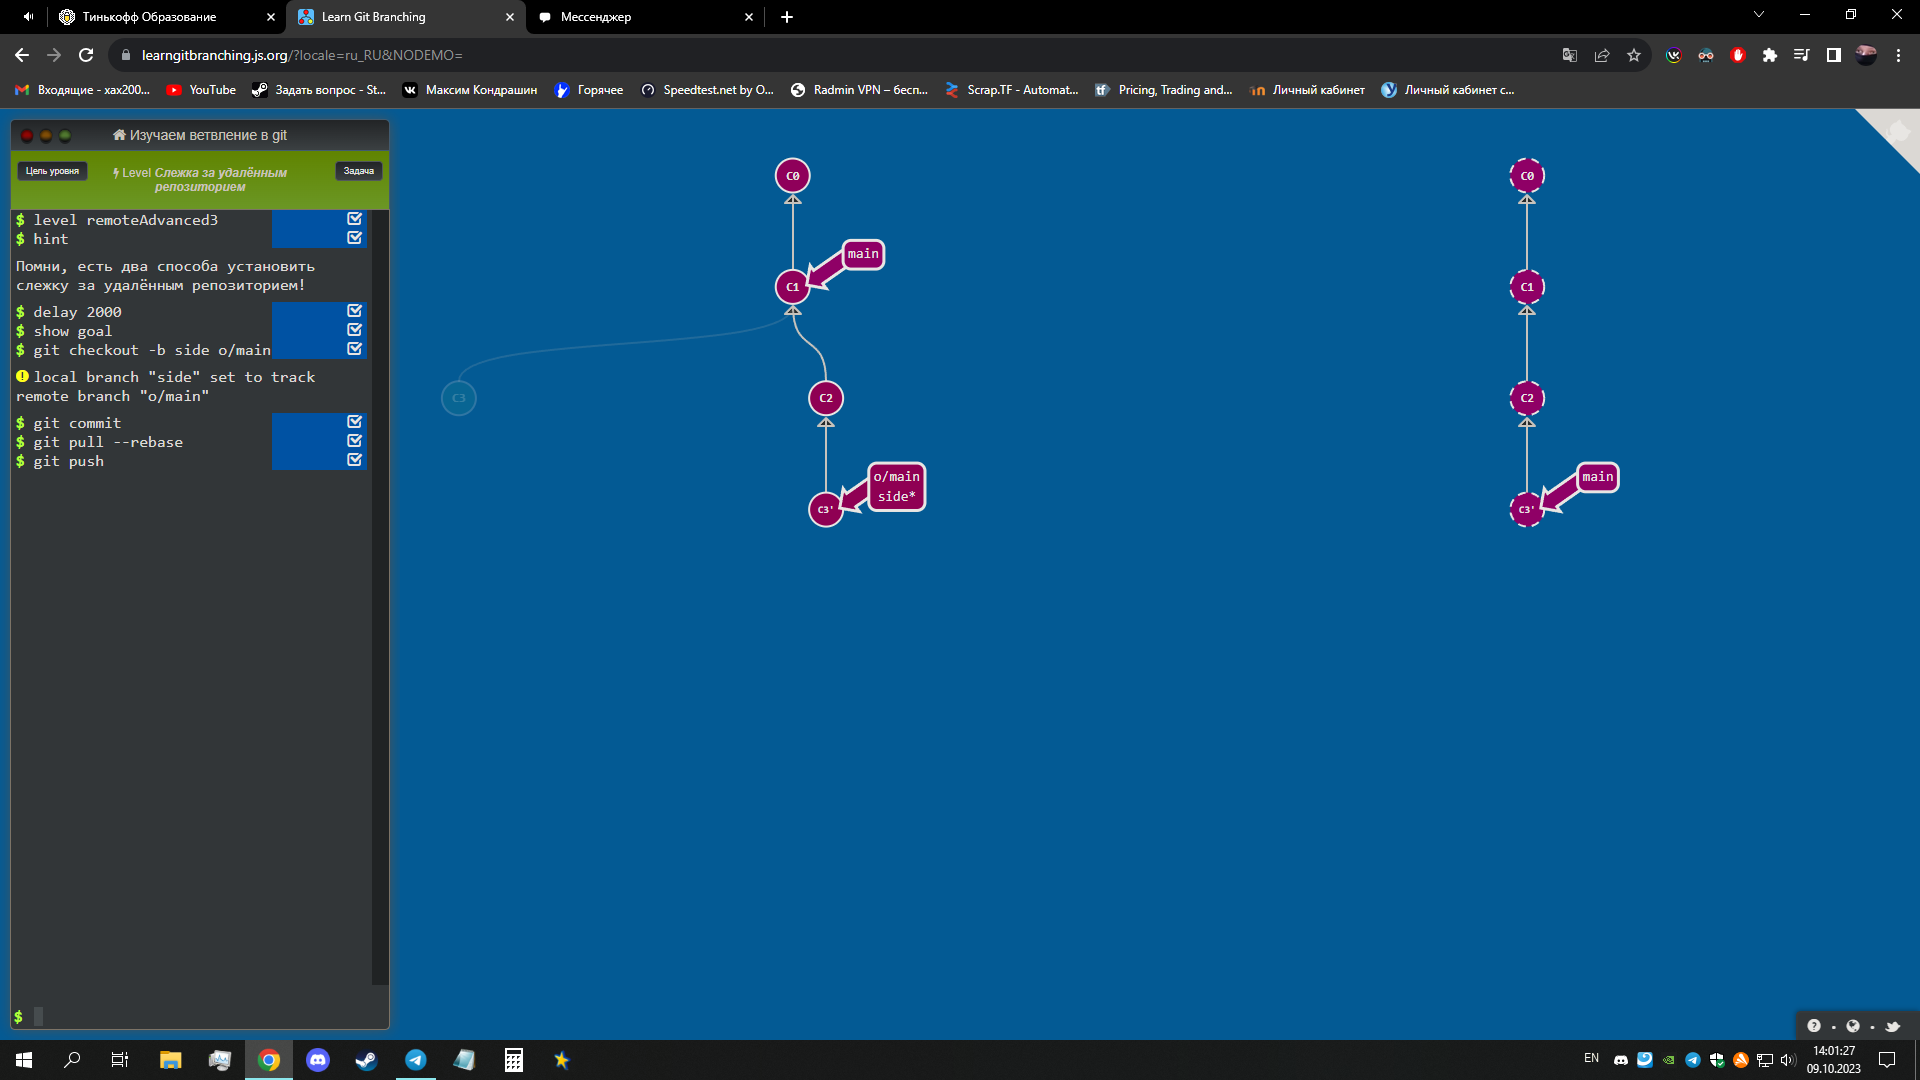 Тинькофф Образование
Learn Git Branching
Мессенджер
learngitbranching.js.org/?locale=ru_RU&NODEMO=
Входящие - xax200...
YouTube
Задать вопрос - St...
Максим Кондрашин
Горячее
Speedtest.net by O...
Radmin VPN – бесп...
Scrap.TF - Automat...
Pricing, Trading and...
Личный кабинет
Личный кабинет с...
Изучаем ветвление в git
Цель уровня
Level Слежка за удалённым
репозиторием
Задача
$ level remoteAdvanced3
$ hint
Помни, есть два способа установить
слежку за удалённым репозиторием!
$ delay 2000
$ show goal
$ git checkout -b side o/main
local branch "side" set to track
remote branch "o/main"
$ git commit
$ git pull --rebase
$ git push
$
C0
main
C1
C3
C2
o/main
side*
C3'
C0
C1
C2
main
C3'
EN
14:01:27
09.10.2023